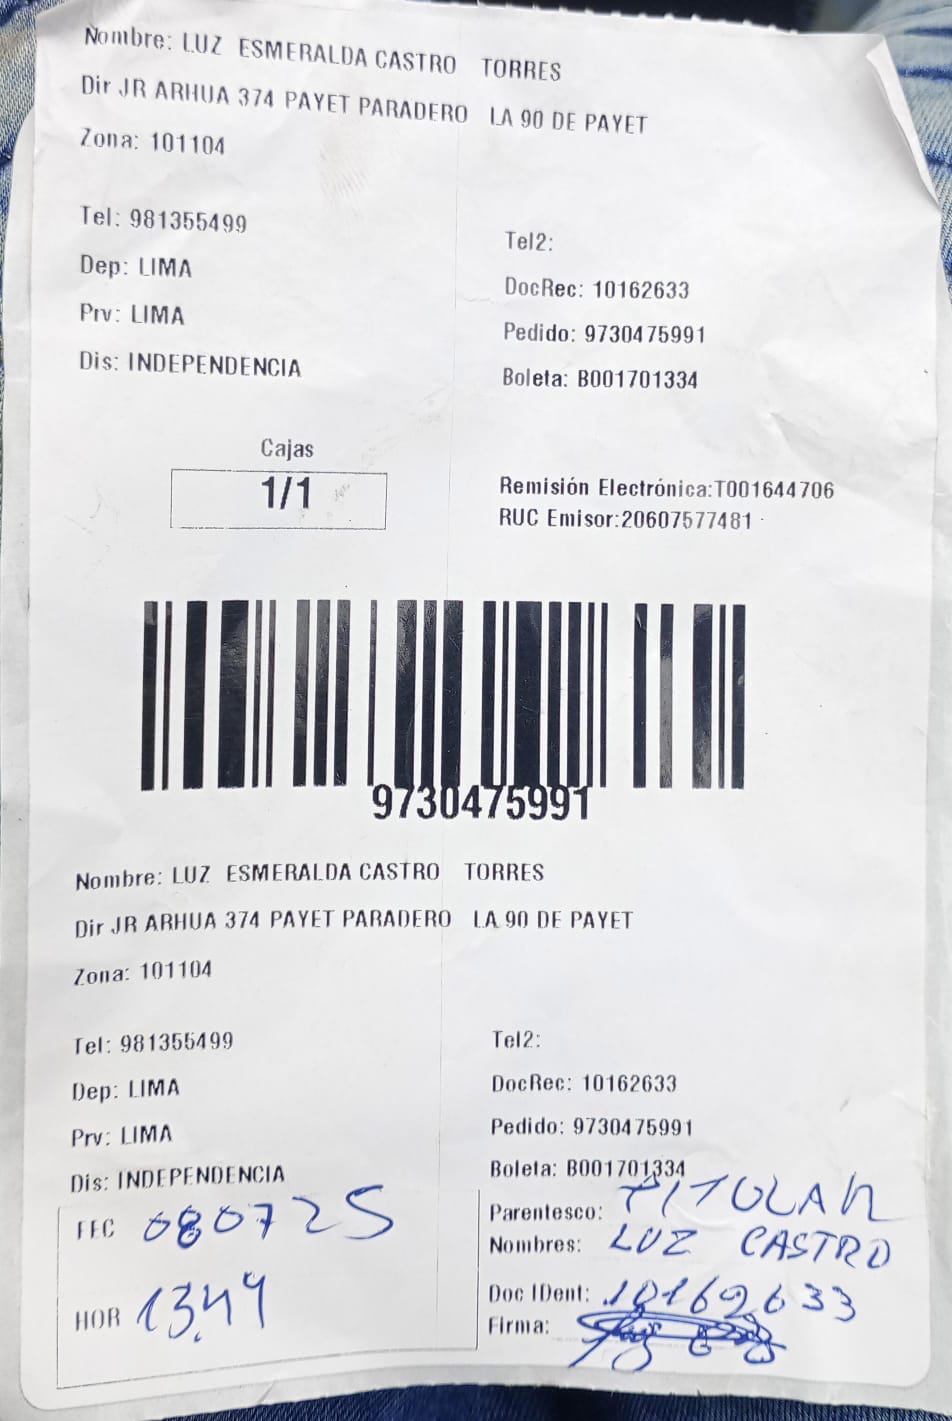 Nombre: LUZ ESMERALDA CASTRO TORRES
Dir JR ARHUA 374 PAYET PARADERO LA 90 DE PAYET
Zona: 101104
Tel: 981355499
Tel2:
Dep: LIMA
DocRec: 10162633
Prv: LIMA
Pedido: 9730475991
Dis: INDEPENDENCIA
Boleta: B001701334
Cajas
1/1
Remisión Electrónica:T001644706
RUC Emisor:20607577481
9730475991
Nombre: LUZ ESMERALDA CASTRO TORRES
Dir JR ARHUA 374 PAYET PARADERO LA 90 DE PAYET
Zona: 101104
Tel: 981355499
Tel2:
Dep: LIMA
DocRec: 10162633
Prv: LIMA
Pedido: 9730475991
Dis: INDEPENDENCIA
Boleta: B001701334
FEC 080725
Parentesco: TITULAR
Nombres: LUZ CASTRO
HOR 13:44
Doc IDent: 10162633
Firma: